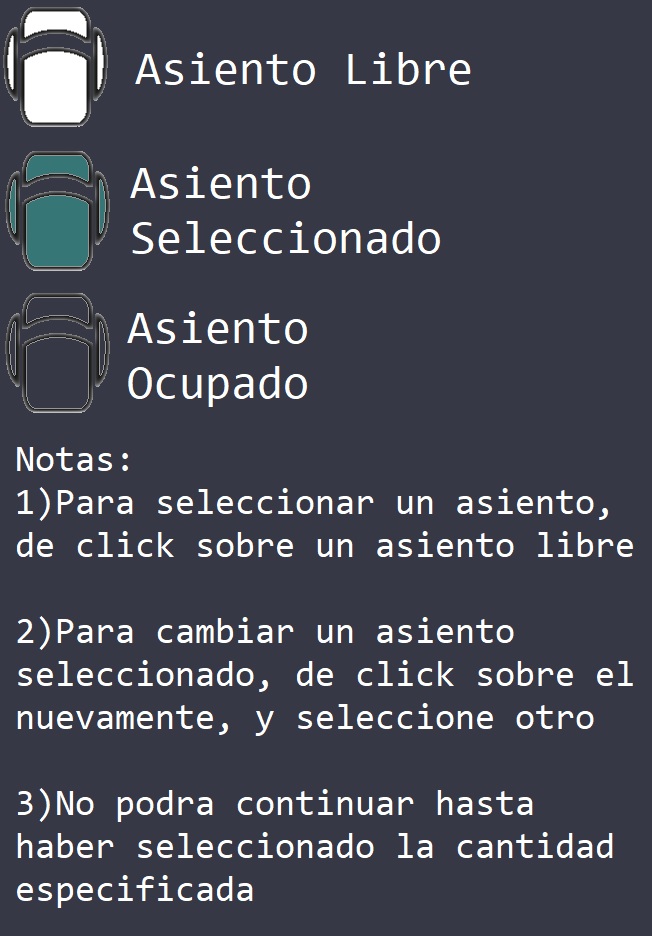 Asiento Libre
Asiento
Seleccionado
Asiento
Ocupado
Notas:
1)Para seleccionar un asiento,
de click sobre un asiento libre
2)Para cambiar un asiento
seleccionado, de click sobre el
nuevamente, y seleccione otro
3)No podra continuar hasta
haber seleccionado la cantidad
especificada